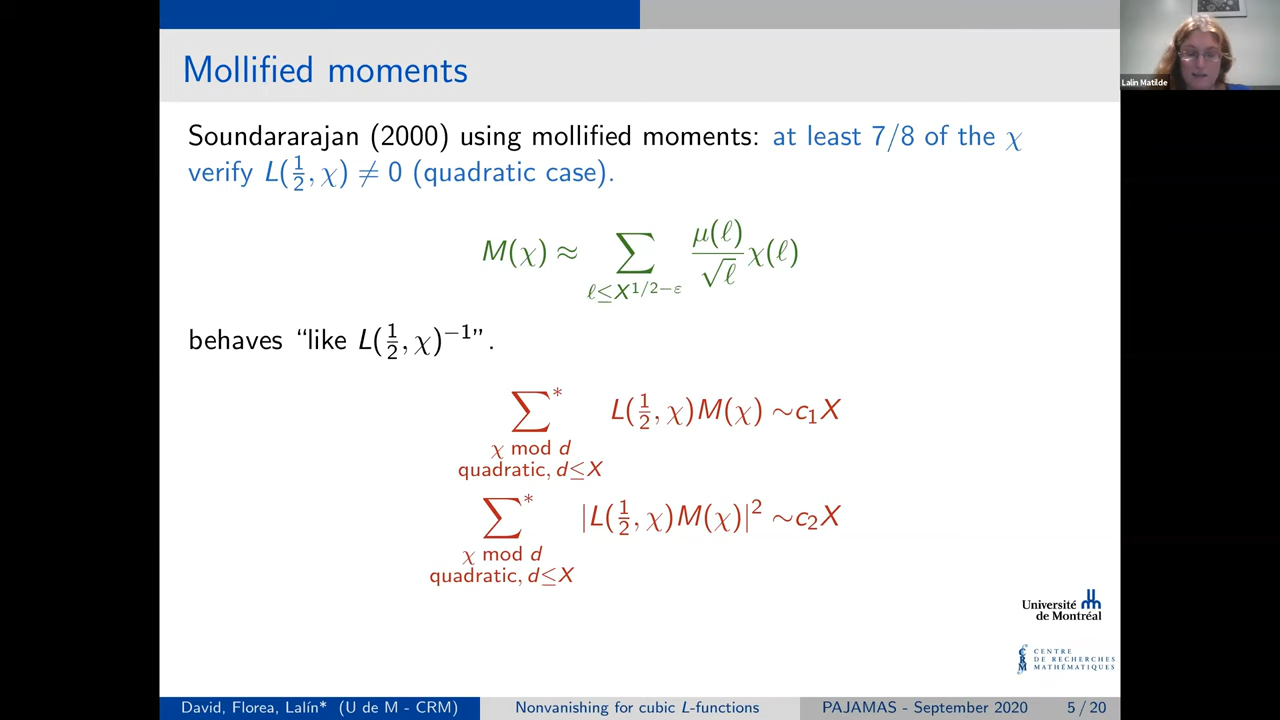 Mollified moments
Lalín Matilde
Soundararajan (2000) using mollified moments: at least 7/8 of the χ
verify L(1/2, χ) ≠ 0 (quadratic case).
M(χ) ≈ ∑_{ℓ≤X^{1/2−ε}} μ(ℓ)/√ℓ χ(ℓ)
behaves “like L(1/2, χ)^{−1}”.
∑* L(1/2, χ)M(χ) ∼c₁X
χ mod d
quadratic, d≤X
∑* |L(1/2, χ)M(χ)|² ∼c₂X
χ mod d
quadratic, d≤X
Université
de Montréal
CRM
CENTRE
DE RECHERCHES
MATHÉMATIQUES
David, Florea, Lalín* (U de M - CRM) Nonvanishing for cubic L-functions PAJAMAS - September 2020 5 / 20